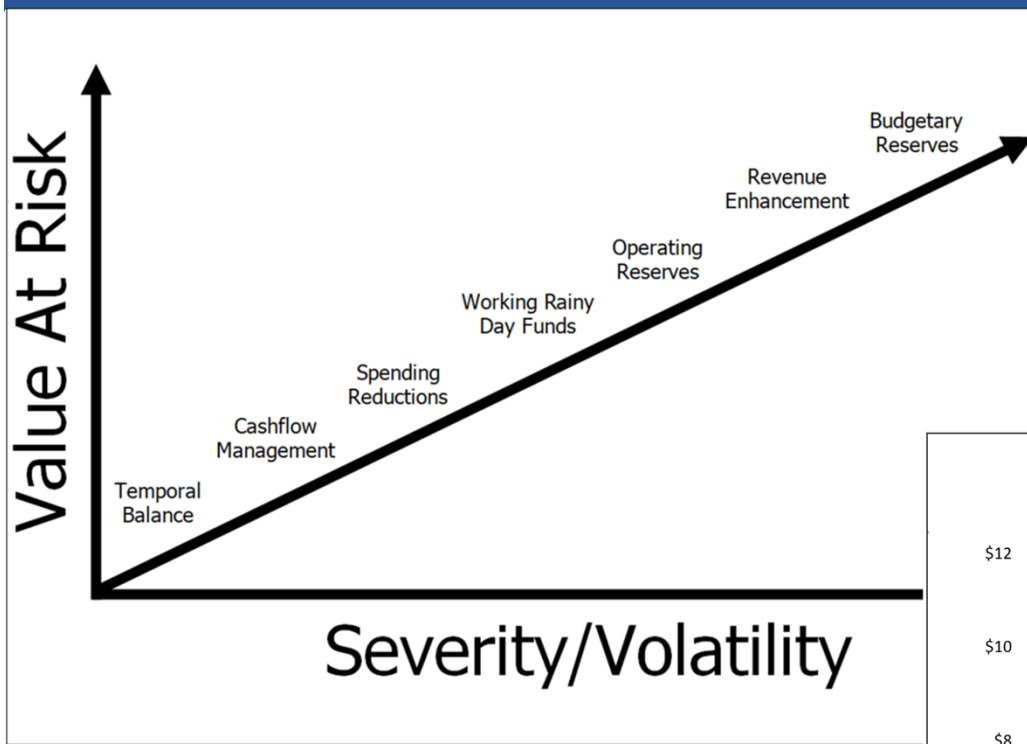 Value At Risk
Budgetary
Reserves
Revenue
Enhancement
Operating
Reserves
Working Rainy
Day Funds
Spending
Reductions
Cashflow
Management
Temporal
Balance
Severity/Volatility
$12
$10
$8